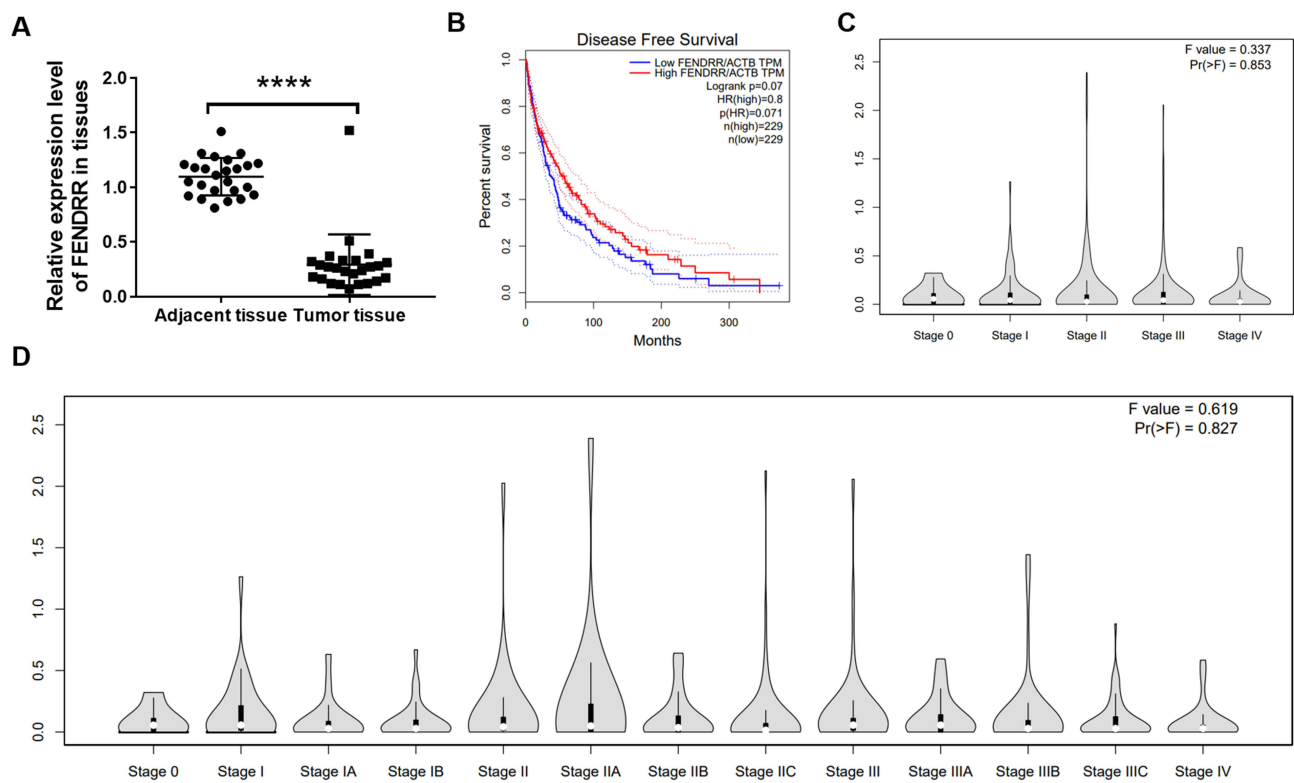 A
Relative expression level
of FENDRR in tissues
2.0
1.5
1.0
0.5
0.0
****
Adjacent tissue
Tumor tissue
B
Disease Free Survival
Low FENDRR/ACTB TPM
High FENDRR/ACTB TPM
Logrank p=0.07
HR(high)=0.8
p(HR)=0.071
n(high)=229
n(low)=229
Percent survival
1.0
0.8
0.6
0.4
0.2
0.0
0
100
200
300
Months
C
F value = 0.337
Pr(>F) = 0.853
2.5
2.0
1.5
1.0
0.5
0.0
Stage 0
Stage I
Stage II
Stage III
Stage IV
D
F value = 0.619
Pr(>F) = 0.827
2.5
2.0
1.5
1.0
0.5
0.0
Stage 0
Stage I
Stage IA
Stage IB
Stage II
Stage IIA
Stage IIB
Stage IIC
Stage III
Stage IIIA
Stage IIIB
Stage IIIC
Stage IV